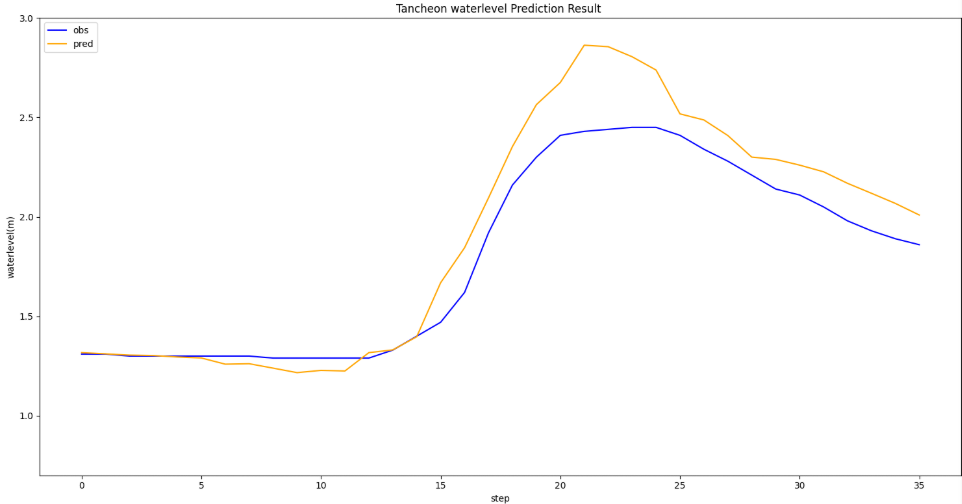 Tancheon waterlevel Prediction Result
obs
pred
3.0
2.5
2.0
1.5
1.0
waterlevel(m)
0 5 10 15 20 25 30 35
step